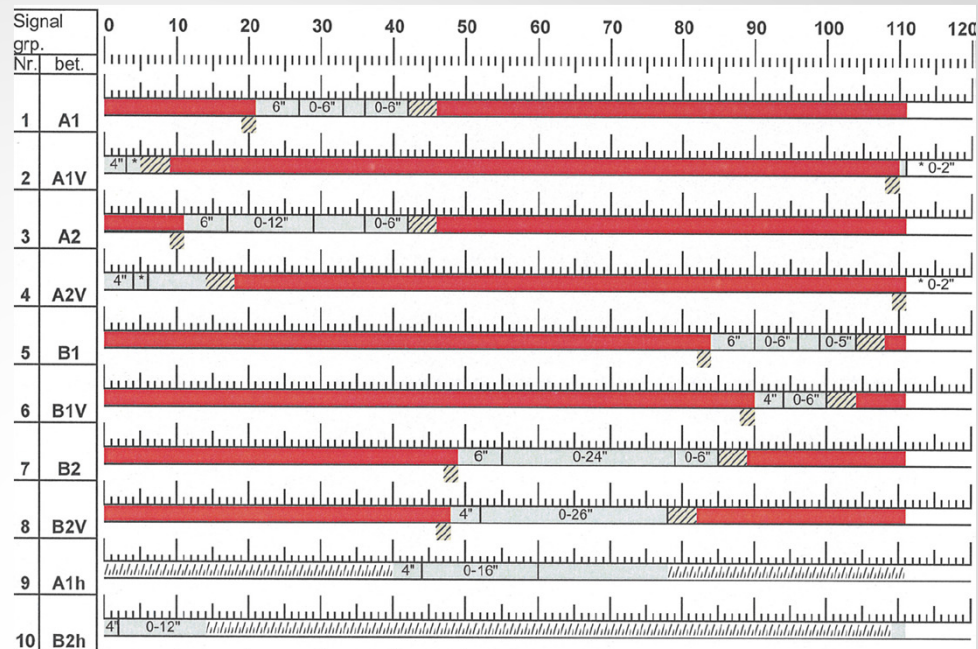 Signal
grp.
Nr. bet.
0 10 20 30 40 50 60 70 80 90 100 110 120
1 A1 6" 0-6" 0-6"
2 A1V 4" * * 0-2"
3 A2 6" 0-12" 0-6"
4 A2V 4" * * 0-2"
5 B1 6" 0-6" 0-5"
6 B1V 4" 0-6"
7 B2 6" 0-24" 0-6"
8 B2V 4" 0-26"
9 A1h 4" 0-16"
10 B2h 4" 0-12"